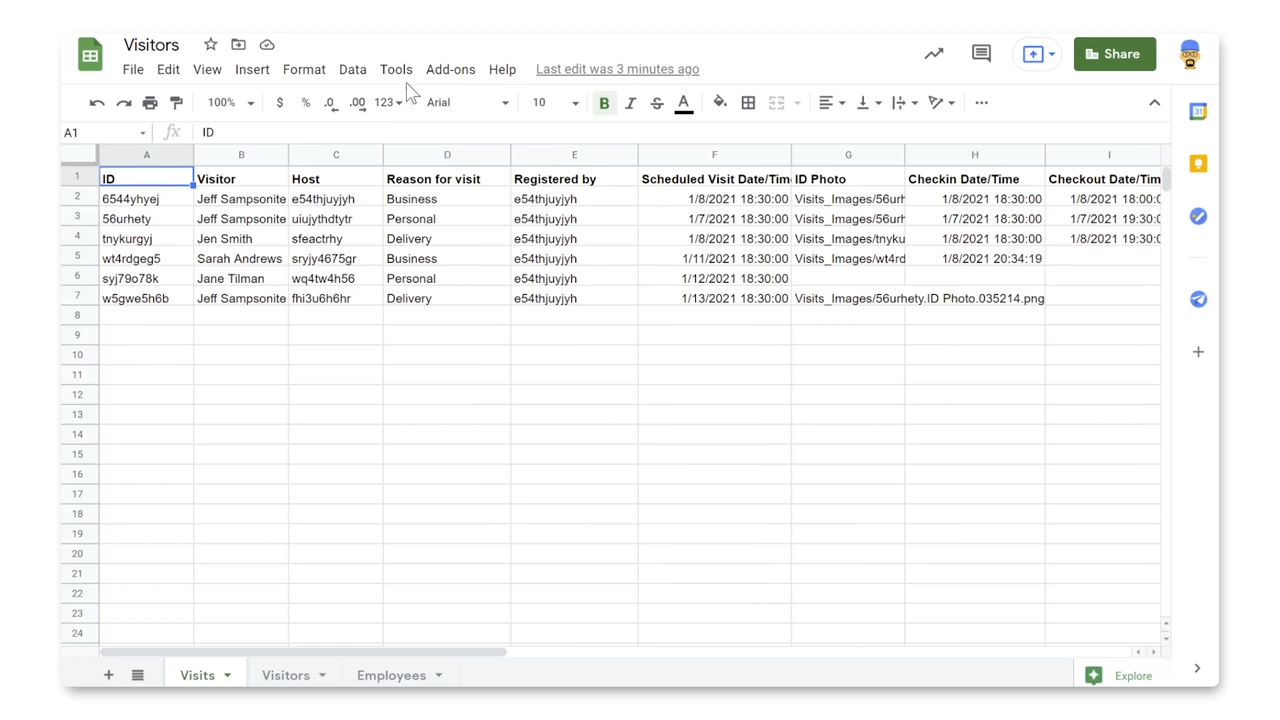 Visitors
File Edit View Insert Format Data Tools Add-ons Help Last edit was 3 minutes ago
Share
100% $ % .0 .00 123 Arial 10 B I S A
31
A1 fx ID
A B C D E F G H I
1 ID Visitor Host Reason for visit Registered by Scheduled Visit Date/Tim ID Photo Checkin Date/Time Checkout Date/Tim
2 6544yhyej Jeff Sampsonite e54thjuyjyh Business e54thjuyjyh 1/8/2021 18:30:00 Visits_Images/56urh 1/8/2021 18:30:00 1/8/2021 18:00:0
3 56urhety Jeff Sampsonite uiujythdtytr Personal e54thjuyjyh 1/7/2021 18:30:00 Visits_Images/56urh 1/7/2021 18:30:00 1/7/2021 19:30:0
4 tnykurgyj Jen Smith sfeactrhy Delivery e54thjuyjyh 1/8/2021 18:30:00 Visits_Images/tnyku 1/8/2021 18:30:00 1/8/2021 19:30:0
5 wt4rdgeg5 Sarah Andrews sryjy4675gr Business e54thjuyjyh 1/11/2021 18:30:00 Visits_Images/wt4rd 1/8/2021 20:34:19
6 syj79o78k Jane Tilman wq4tw4h56 Personal e54thjuyjyh 1/12/2021 18:30:00
7 w5gwe5h6b Jeff Sampsonite fhi3u6h6hr Delivery e54thjuyjyh 1/13/2021 18:30:00 Visits_Images/56urhety.ID Photo.035214.png
8
9
10
11
12
13
14
15
16
17
18
19
20
21
22
23
24
Visits Visitors Employees Explore